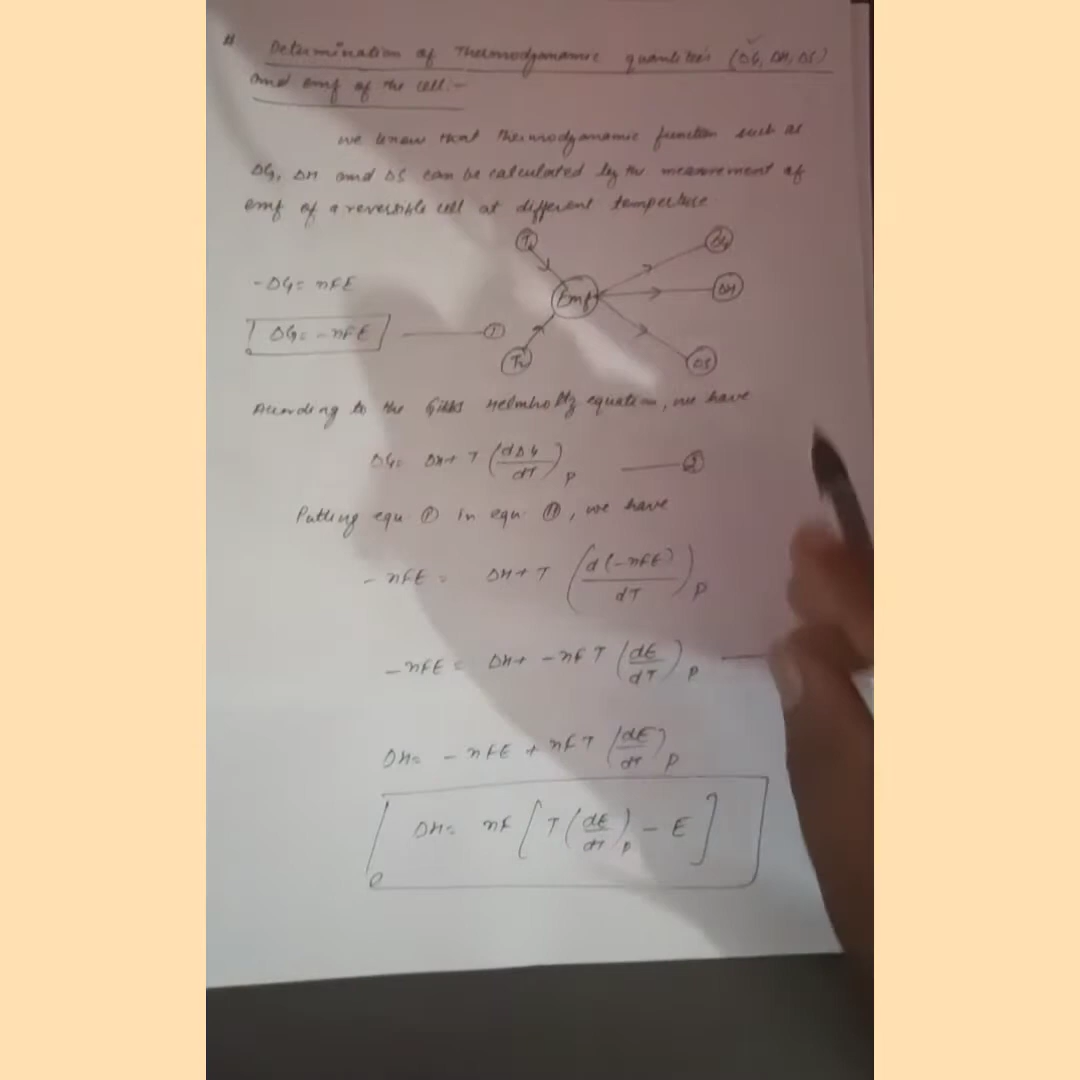 # Determination of Thermodynamic quantities (ΔG, ΔH, ΔS)
and emf of the cell:-
we know that thermodynamic function such as
ΔG, ΔH and ΔS can be calculated by the measurement of
emf of a reversible cell at different temperture
T₁ ΔG
-ΔG = nFE Emf ΔH
ΔG = -nFE ① T₂ ΔS
According to the Gibbs Helmholtz equation, we have
ΔG = ΔH + T (dΔG/dT)P ②
Putting equ. ① in equ. ⑪, we have
- nFE = ΔH + T (d(-nFE)/dT)P
- nFE = ΔH + - nFT (dE/dT)P
ΔH = - nFE + nFT (dE/dT)P
ΔH = nF [T (dE/dT)P - E]